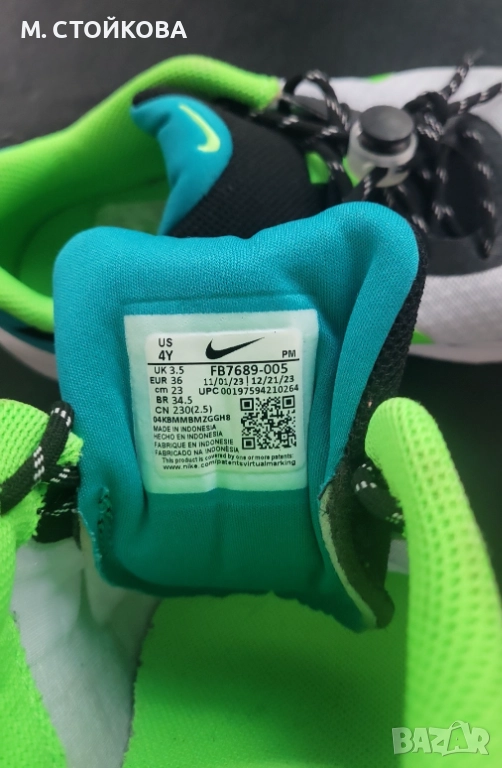 М. СТОЙКОВА
US
4Y
PM
UK 3.5
EUR 36
cm 23
BR 34.5
CN 230(2.5)
FB7689-005
11/01/23 12/21/23
UPC 00197594210264
04KBMMBMZGGH8
MADE IN INDONESIA
HECHO EN INDONESIA
FABRIQUE EN INDONESIE
FABRICADO NA INDONÉSIA
This product is covered by one or more patents:
www.nike.com/patentsvirtualmarking
BAZAR